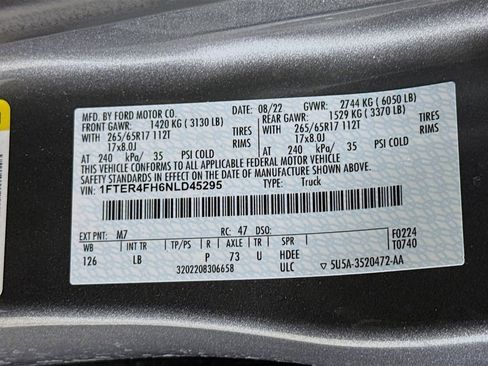 MFD. BY FORD MOTOR CO.
DATE: 08/22 GVWR: 2744 KG ( 6050 LB)
FRONT GAWR: 1420 KG ( 3130 LB) REAR GAWR: 1529 KG ( 3370 LB)
WITH 265/65R17 112T TIRES WITH 265/65R17 112T TIRES
17x8.0J RIMS 17x8.0J RIMS
AT 240 kPa/ 35 PSI COLD AT 240 kPa/ 35 PSI COLD
THIS VEHICLE CONFORMS TO ALL APPLICABLE FEDERAL MOTOR VEHICLE
SAFETY STANDARDS IN EFFECT ON THE DATE OF MANUFACTURE SHOWN ABOVE.
VIN: 1FTER4FH6NLD45295 TYPE: Truck
EXT PNT: M7 RC: 47 DSO: F0224
WB INT TR TP/PS R AXLE TR SPR T0740
126 LB P 73 U HDEE
3202208306658 ULC 5U5A-3520472-AA